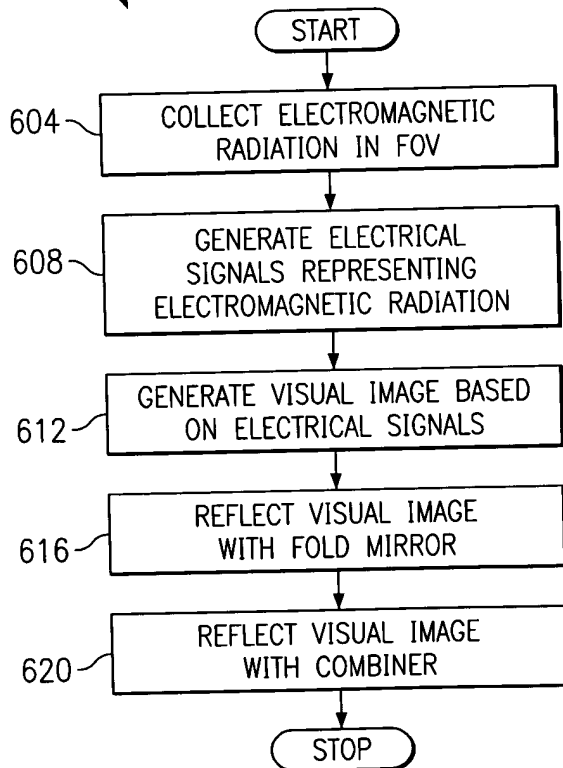 START
604
COLLECT ELECTROMAGNETIC
RADIATION IN FOV
608
GENERATE ELECTRICAL
SIGNALS REPRESENTING
ELECTROMAGNETIC RADIATION
612
GENERATE VISUAL IMAGE BASED
ON ELECTRICAL SIGNALS
616
REFLECT VISUAL IMAGE
WITH FOLD MIRROR
620
REFLECT VISUAL IMAGE
WITH COMBINER
STOP